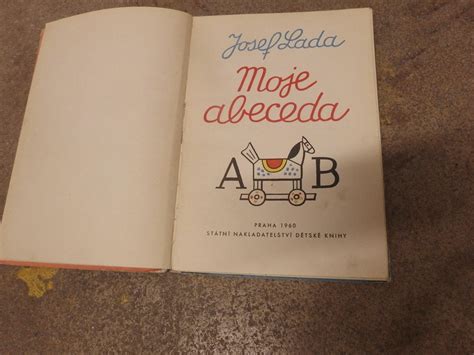 Josef Lada
Moje
abeceda
A B
PRAHA 1960
STÁTNÍ NAKLADATELSTVÍ DĚTSKÉ KNIHY